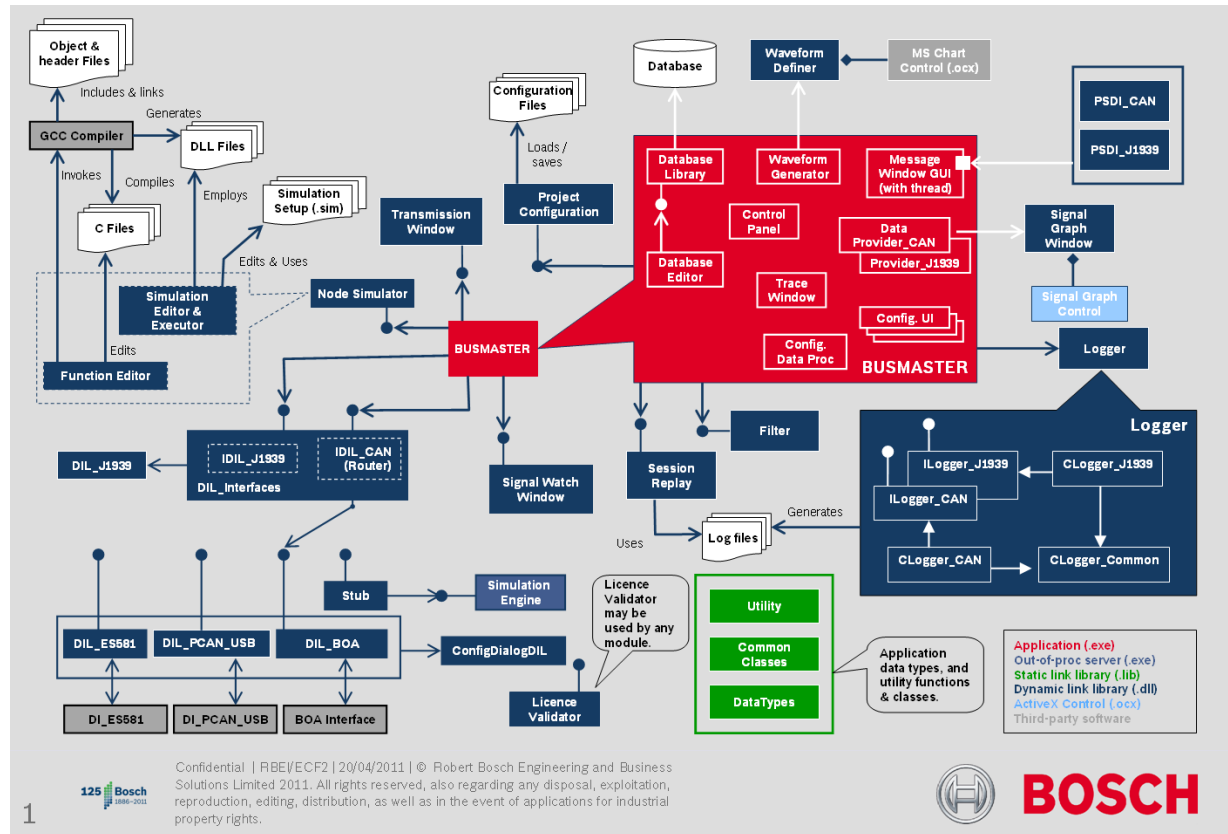 Object &
header Files
Includes & links
GCC Compiler
Generates
DLL Files
Invokes
Compiles
Employs
C Files
Simulation
Setup (.sim)
Edits & Uses
Simulation
Editor &
Executor
Edits
Function Editor
Node Simulator
Transmission
Window
Configuration
Files
Loads /
saves
Project
Configuration
BUSMASTER
Database
Waveform
Definer
MS Chart
Control (.ocx)
PSDI_CAN
PSDI_J1939
Database
Library
Waveform
Generator
Message
Window GUI
(with thread)
Control
Panel
Data
Provider_CAN
Provider_J1939
Database
Editor
Trace
Window
Config. UI
Config.
Data Proc
BUSMASTER
Signal
Graph
Window
Signal Graph
Control
Logger
Logger
ILogger_J1939
CLogger_J1939
ILogger_CAN
CLogger_CAN
CLogger_Common
IDIL_J1939
IDIL_CAN
(Router)
DIL_Interfaces
DIL_J1939
Signal Watch
Window
Session
Replay
Filter
Generates
Uses
Log files
Stub
Simulation
Engine
DIL_ES581
DIL_PCAN_USB
DIL_BOA
ConfigDialogDIL
DI_ES581
DI_PCAN_USB
BOA Interface
Licence
Validator
may be
used by any
module.
Licence
Validator
Utility
Common
Classes
DataTypes
Application
data types, and
utility functions
& classes.
Application (.exe)
Out-of-proc server (.exe)
Static link library (.lib)
Dynamic link library (.dll)
ActiveX Control (.ocx)
Third-party software
1
125 Bosch
1886–2011
Confidential | RBEI/ECF2 | 20/04/2011 | © Robert Bosch Engineering and Business
Solutions Limited 2011. All rights reserved, also regarding any disposal, exploitation,
reproduction, editing, distribution, as well as in the event of applications for industrial
property rights.
BOSCH